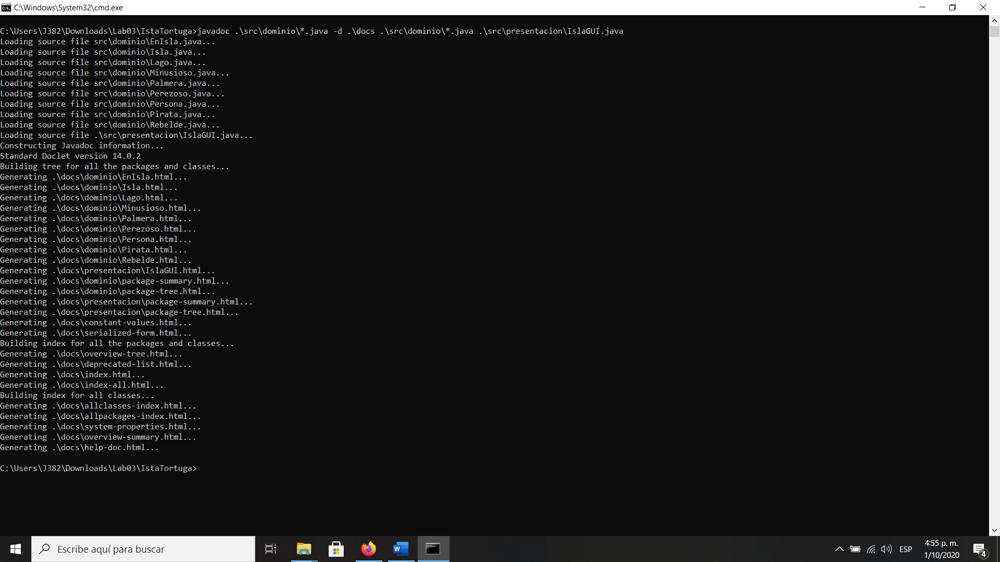 C:\Windows\System32\cmd.exe
C:\Users\J382\Downloads\Lab03\IstaTortuga>javadoc .\src\dominio\*.java -d .\docs .\src\dominio\*.java .\src\presentacion\IslaGUI.java
Loading source file src\dominio\EnIsla.java...
Loading source file src\dominio\Isla.java...
Loading source file src\dominio\Lago.java...
Loading source file src\dominio\Minusioso.java...
Loading source file src\dominio\Palmera.java...
Loading source file src\dominio\Perezoso.java...
Loading source file src\dominio\Persona.java...
Loading source file src\dominio\Pirata.java...
Loading source file src\dominio\Rebelde.java...
Loading source file .\src\presentacion\IslaGUI.java...
Constructing Javadoc information...
Standard Doclet version 14.0.2
Building tree for all the packages and classes...
Generating .\docs\dominio\EnIsla.html...
Generating .\docs\dominio\Isla.html...
Generating .\docs\dominio\Lago.html...
Generating .\docs\dominio\Minusioso.html...
Generating .\docs\dominio\Palmera.html...
Generating .\docs\dominio\Perezoso.html...
Generating .\docs\dominio\Persona.html...
Generating .\docs\dominio\Pirata.html...
Generating .\docs\dominio\Rebelde.html...
Generating .\docs\presentacion\IslaGUI.html...
Generating .\docs\dominio\package-summary.html...
Generating .\docs\dominio\package-tree.html...
Generating .\docs\presentacion\package-summary.html...
Generating .\docs\presentacion\package-tree.html...
Generating .\docs\constant-values.html...
Generating .\docs\serialized-form.html...
Building index for all the packages and classes...
Generating .\docs\overview-tree.html...
Generating .\docs\deprecated-list.html...
Generating .\docs\index.html...
Generating .\docs\index-all.html...
Building index for all classes...
Generating .\docs\allclasses-index.html...
Generating .\docs\allpackages-index.html...
Generating .\docs\system-properties.html...
Generating .\docs\overview-summary.html...
Generating .\docs\help-doc.html...
C:\Users\J382\Downloads\Lab03\IstaTortuga>
Escribe aquí para buscar
ESP
4:55 p. m.
1/10/2020
4